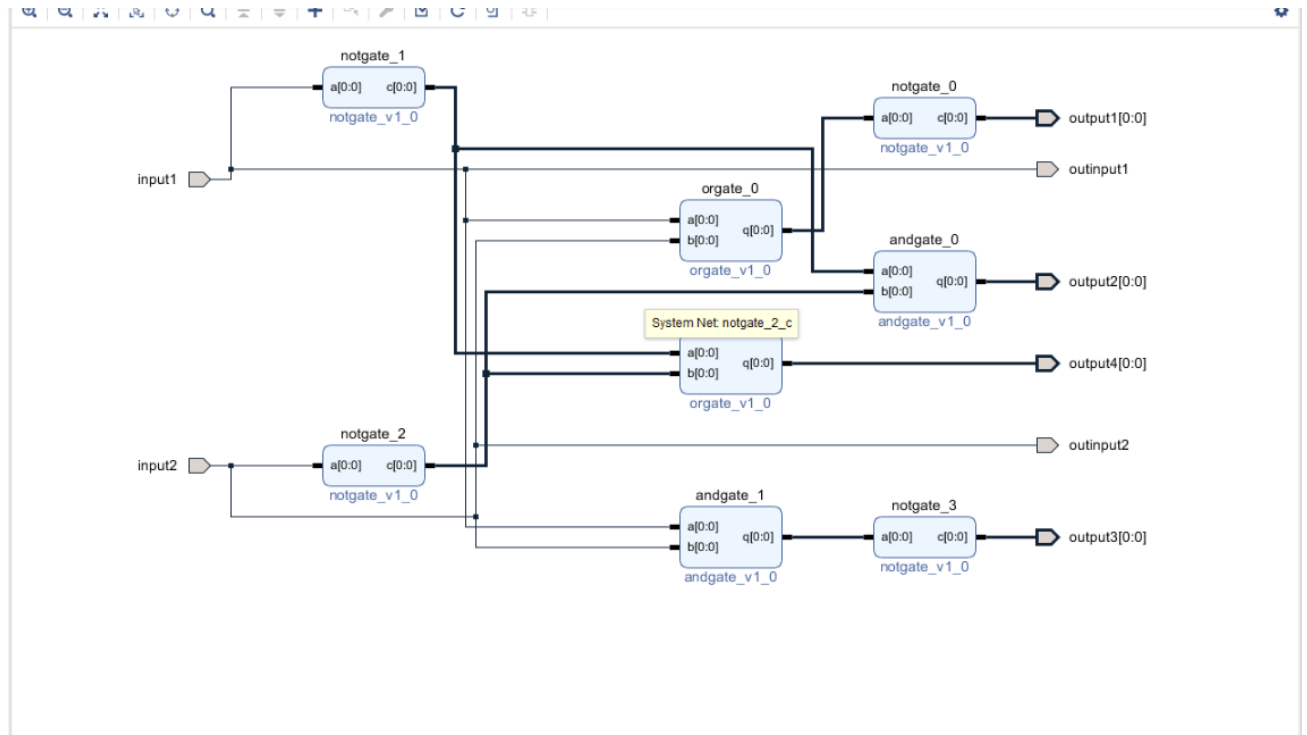 notgate_1
a[0:0] c[0:0]
notgate_v1_0
notgate_0
a[0:0] c[0:0]
notgate_v1_0
output1[0:0]
input1
outinput1
orgate_0
a[0:0]
b[0:0]
q[0:0]
orgate_v1_0
andgate_0
a[0:0]
b[0:0]
q[0:0]
andgate_v1_0
output2[0:0]
System Net: notgate_2_c
a[0:0]
b[0:0]
q[0:0]
orgate_v1_0
output4[0:0]
notgate_2
input2
a[0:0] c[0:0]
notgate_v1_0
outinput2
andgate_1
a[0:0]
b[0:0]
q[0:0]
andgate_v1_0
notgate_3
a[0:0] c[0:0]
notgate_v1_0
output3[0:0]